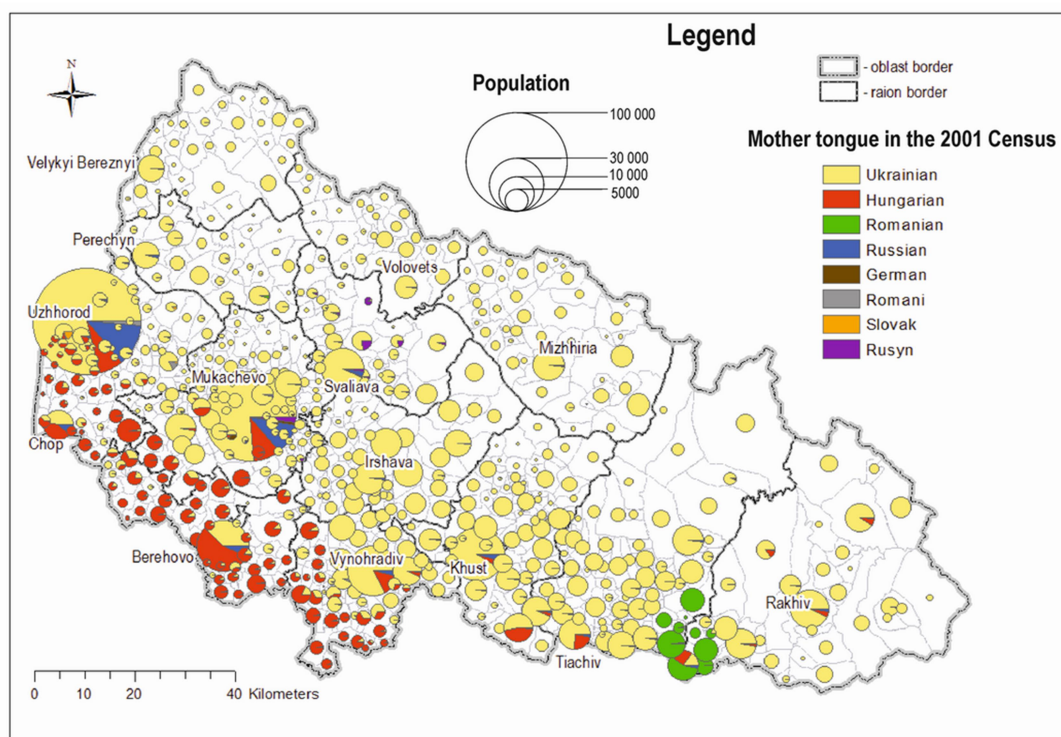 Legend
N
Population
100 000
30 000
10 000
5000
- oblast border
- raion border
Mother tongue in the 2001 Census
Ukrainian
Hungarian
Romanian
Russian
German
Romani
Slovak
Rusyn
Velykyi Bereznyi
Perechyn
Volovets
Uzhhorod
Mizhhiria
Mukachevo
Svaliava
Chop
Irshava
Berehovo
Vynohradiv
Khust
Rakhiv
Tiachiv
0 10 20 40 Kilometers